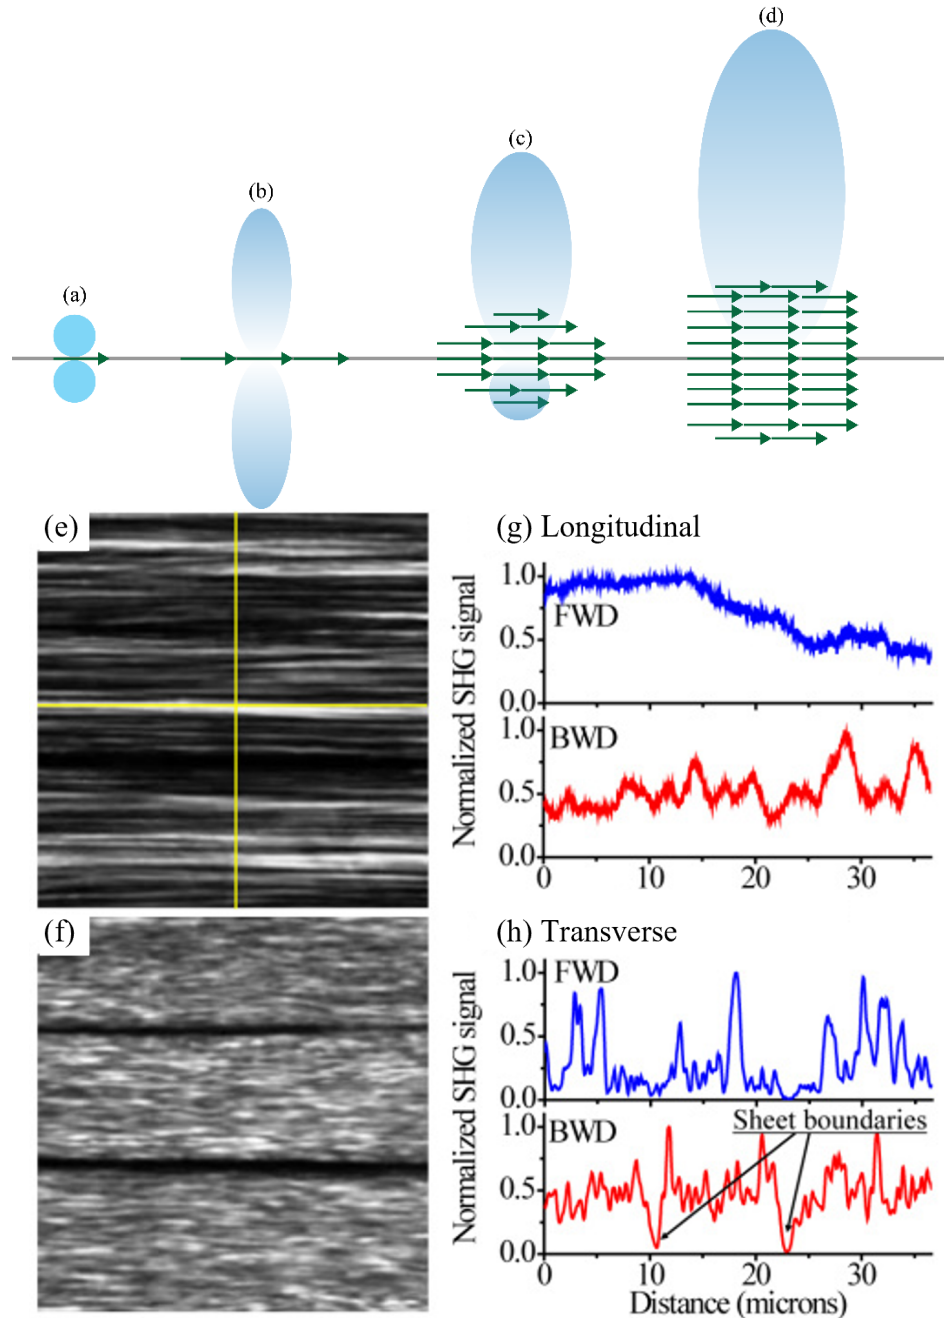 (d)
(c)
(b)
(a)
(e)
(g) Longitudinal
Normalized SHG signal
1.0
0.5
0.0
FWD
1.0
0.5
0.0
BWD
0 10 20 30
(f)
(h) Transverse
Normalized SHG signal
1.0
0.5
0.0
FWD
Sheet boundaries
1.0
0.5
0.0
BWD
0 10 20 30
Distance (microns)